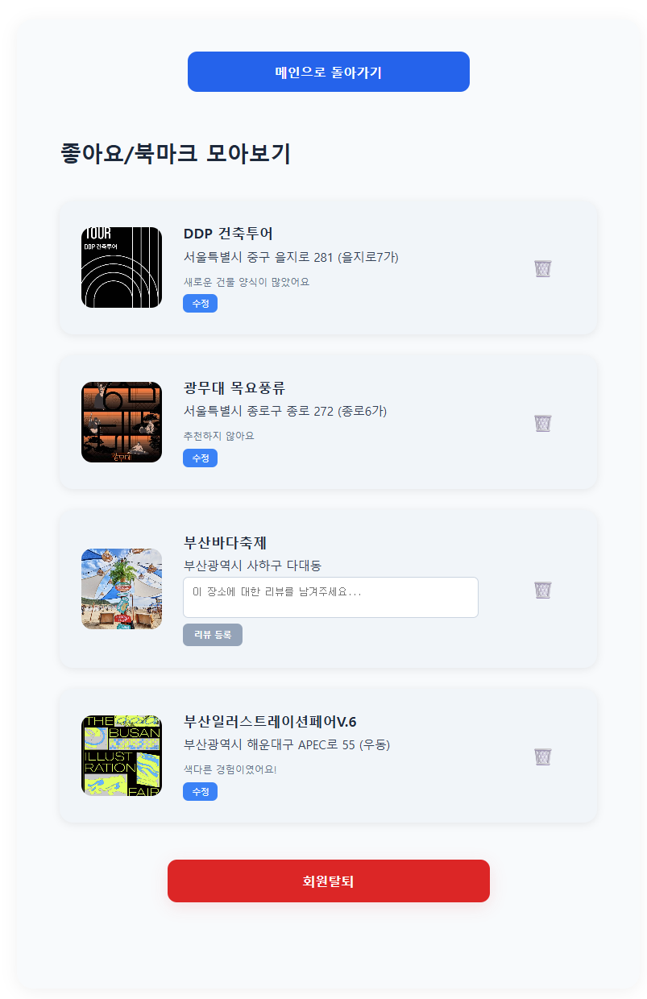 메인으로 돌아가기
좋아요/북마크 모아보기
TOUR
DDP 건축투어
DDP 건축투어
서울특별시 중구 을지로 281 (을지로7가)
새로운 건물 양식이 많았어요
수정
광무대
광무대 목요풍류
서울특별시 종로구 종로 272 (종로6가)
추천하지 않아요
수정
부산바다축제
부산광역시 사하구 다대동
이 장소에 대한 리뷰를 남겨주세요...
리뷰 등록
THE
BUSAN
ILLUST
RATION
FAIR
부산일러스트레이션페어V.6
부산광역시 해운대구 APEC로 55 (우동)
색다른 경험이였어요!
수정
회원탈퇴